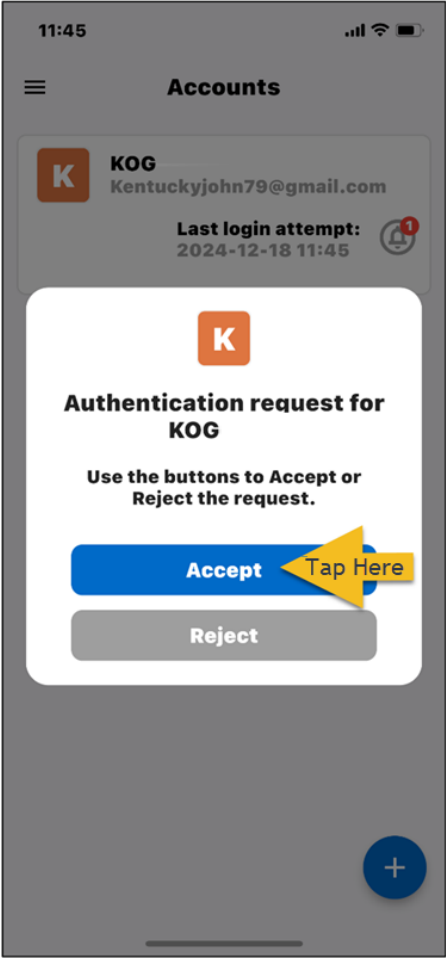 11:45
Accounts
K
KOG
Kentuckyjohn79@gmail.com
Last login attempt:
1
2024-12-18 11:45
K
Authentication request for
KOG
Use the buttons to Accept or
Reject the request.
Accept
Tap Here
Reject
+